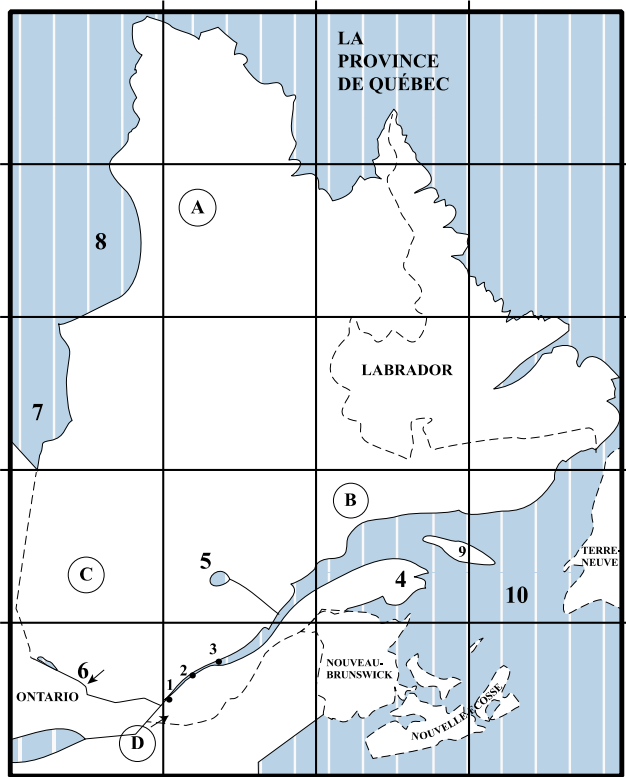 LA
PROVINCE
DE QUÉBEC
A
8
LABRADOR
7
B
9
TERRE-
NEUVE
5
C
4
10
3
2
1
6
ONTARIO
NOUVEAU-
BRUNSWICK
NOUVELLE-ÉCOSSE
D